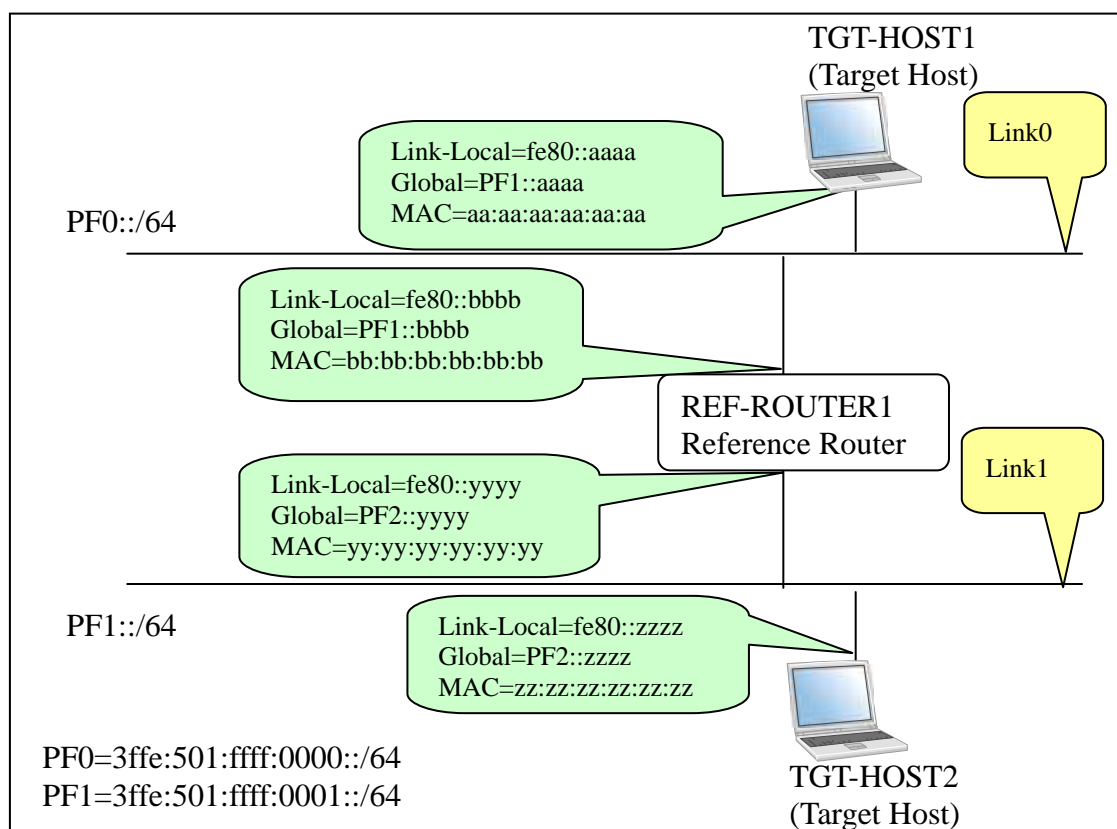 TGT-HOST1
(Target Host)
Link0
Link-Local=fe80::aaaa
Global=PF1::aaaa
MAC=aa:aa:aa:aa:aa:aa
PF0::/64
Link-Local=fe80::bbbb
Global=PF1::bbbb
MAC=bb:bb:bb:bb:bb:bb
REF-ROUTER1
Reference Router
Link1
Link-Local=fe80::yyyy
Global=PF2::yyyy
MAC=yy:yy:yy:yy:yy:yy
PF1::/64
Link-Local=fe80::zzzz
Global=PF2::zzzz
MAC=zz:zz:zz:zz:zz:zz
PF0=3ffe:501:ffff:0000::/64
PF1=3ffe:501:ffff:0001::/64
TGT-HOST2
(Target Host)